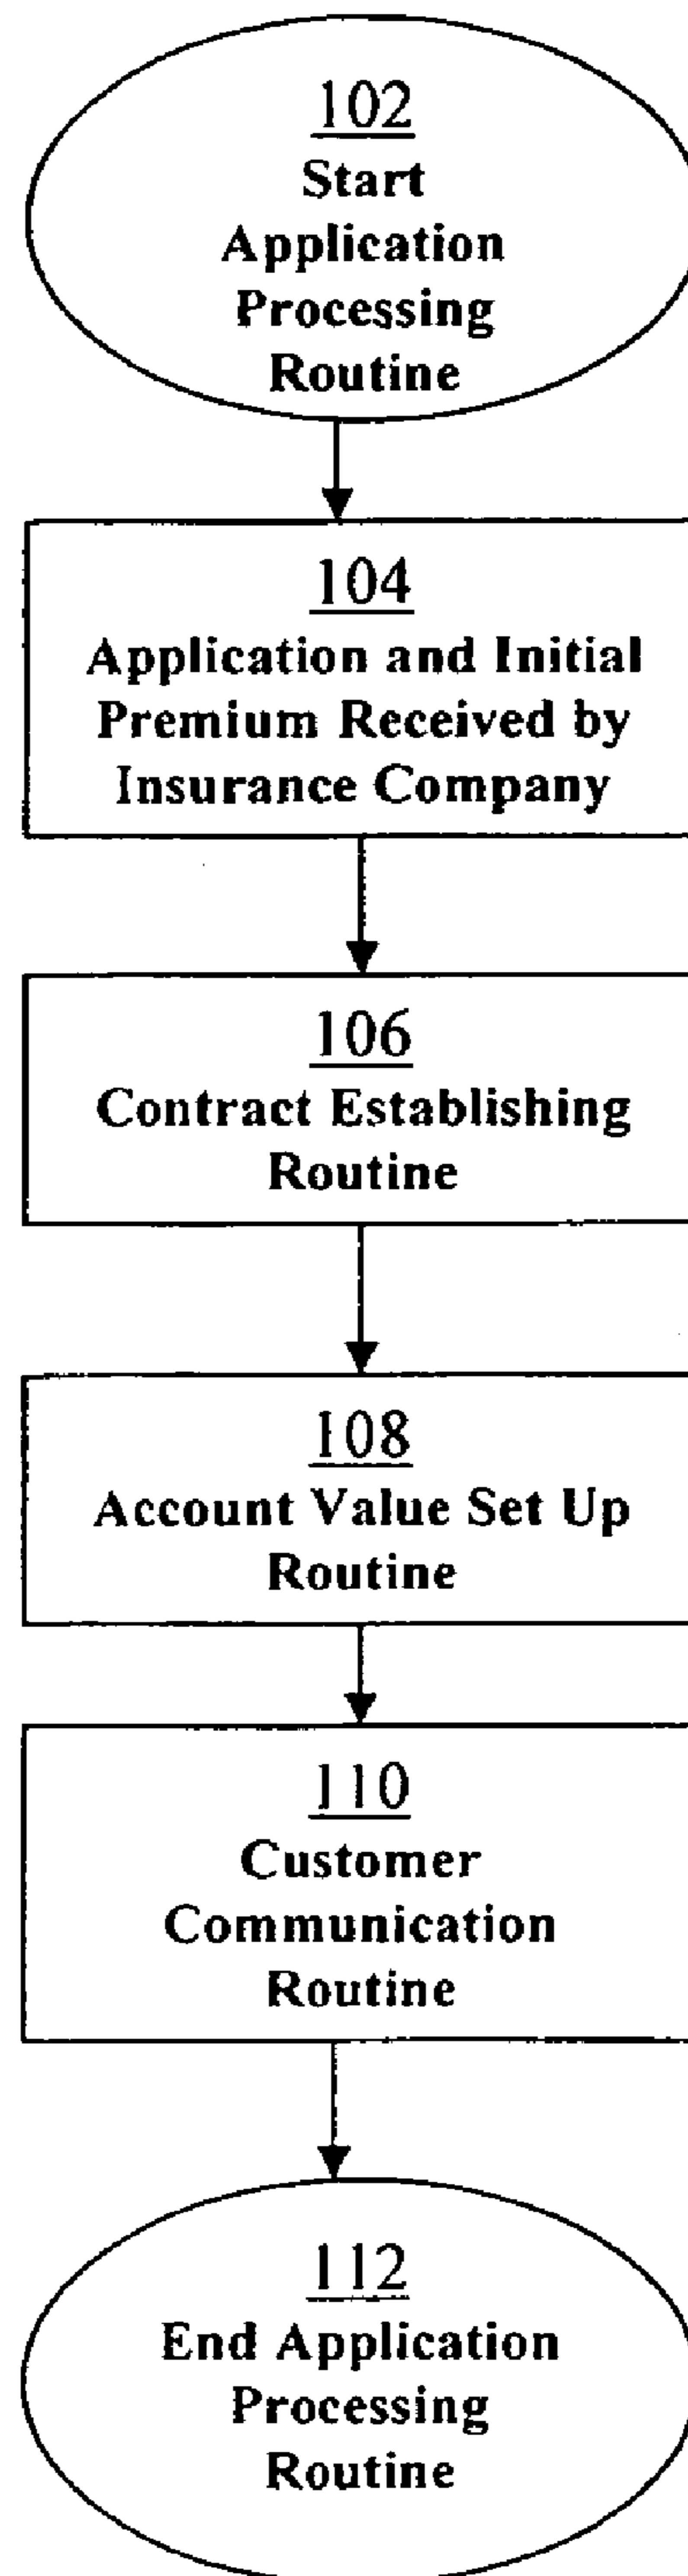 102
Start
Application
Processing
Routine
104
Application and Initial
Premium Received by
Insurance Company
106
Contract Establishing
Routine
108
Account Value Set Up
Routine
110
Customer
Communication
Routine
112
End Application
Processing
Routine